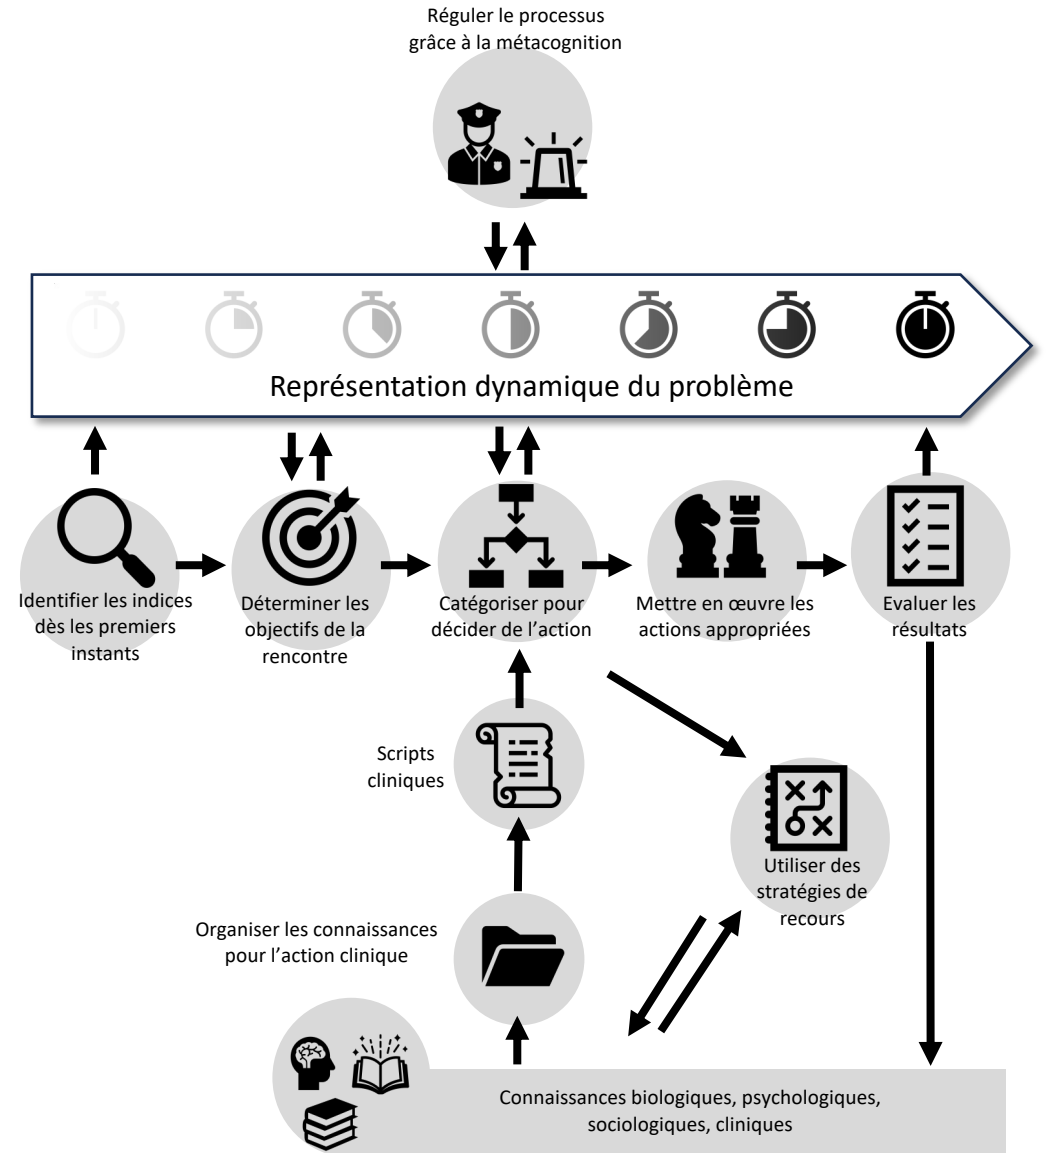 Réguler le processus
grâce à la métacognition
Représentation dynamique du problème
Identifier les indices
dès les premiers
instants
Déterminer les
objectifs de la
rencontre
Catégoriser pour
décider de l’action
Mettre en œuvre les
actions appropriées
Evaluer les
résultats
Scripts
cliniques
Utiliser des
stratégies de
recours
Organiser les connaissances
pour l’action clinique
Connaissances biologiques, psychologiques,
sociologiques, cliniques